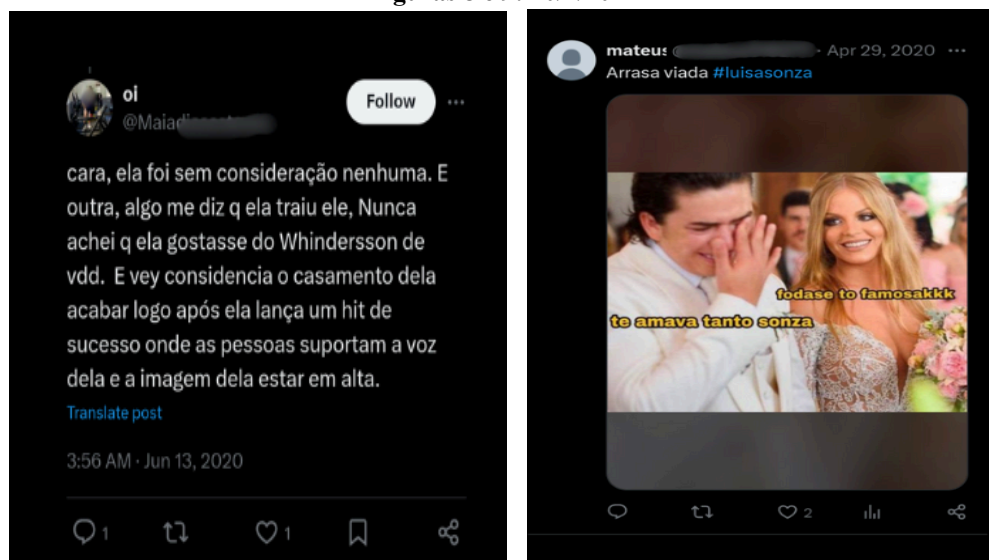 oi
Follow
@Maiad
cara, ela foi sem consideração nenhuma. E
outra, algo me diz q ela traiu ele, Nunca
achei q ela gostasse do Whindersson de
vdd.  E vey considencia o casamento dela
acabar logo após ela lança um hit de
sucesso onde as pessoas suportam a voz
dela e a imagem dela estar em alta.
Translate post
3:56 AM · Jun 13, 2020
1
1
mateus
· Apr 29, 2020
Arrasa viada #luisasonza
fodase to famosakkk
te amava tanto sonza
2